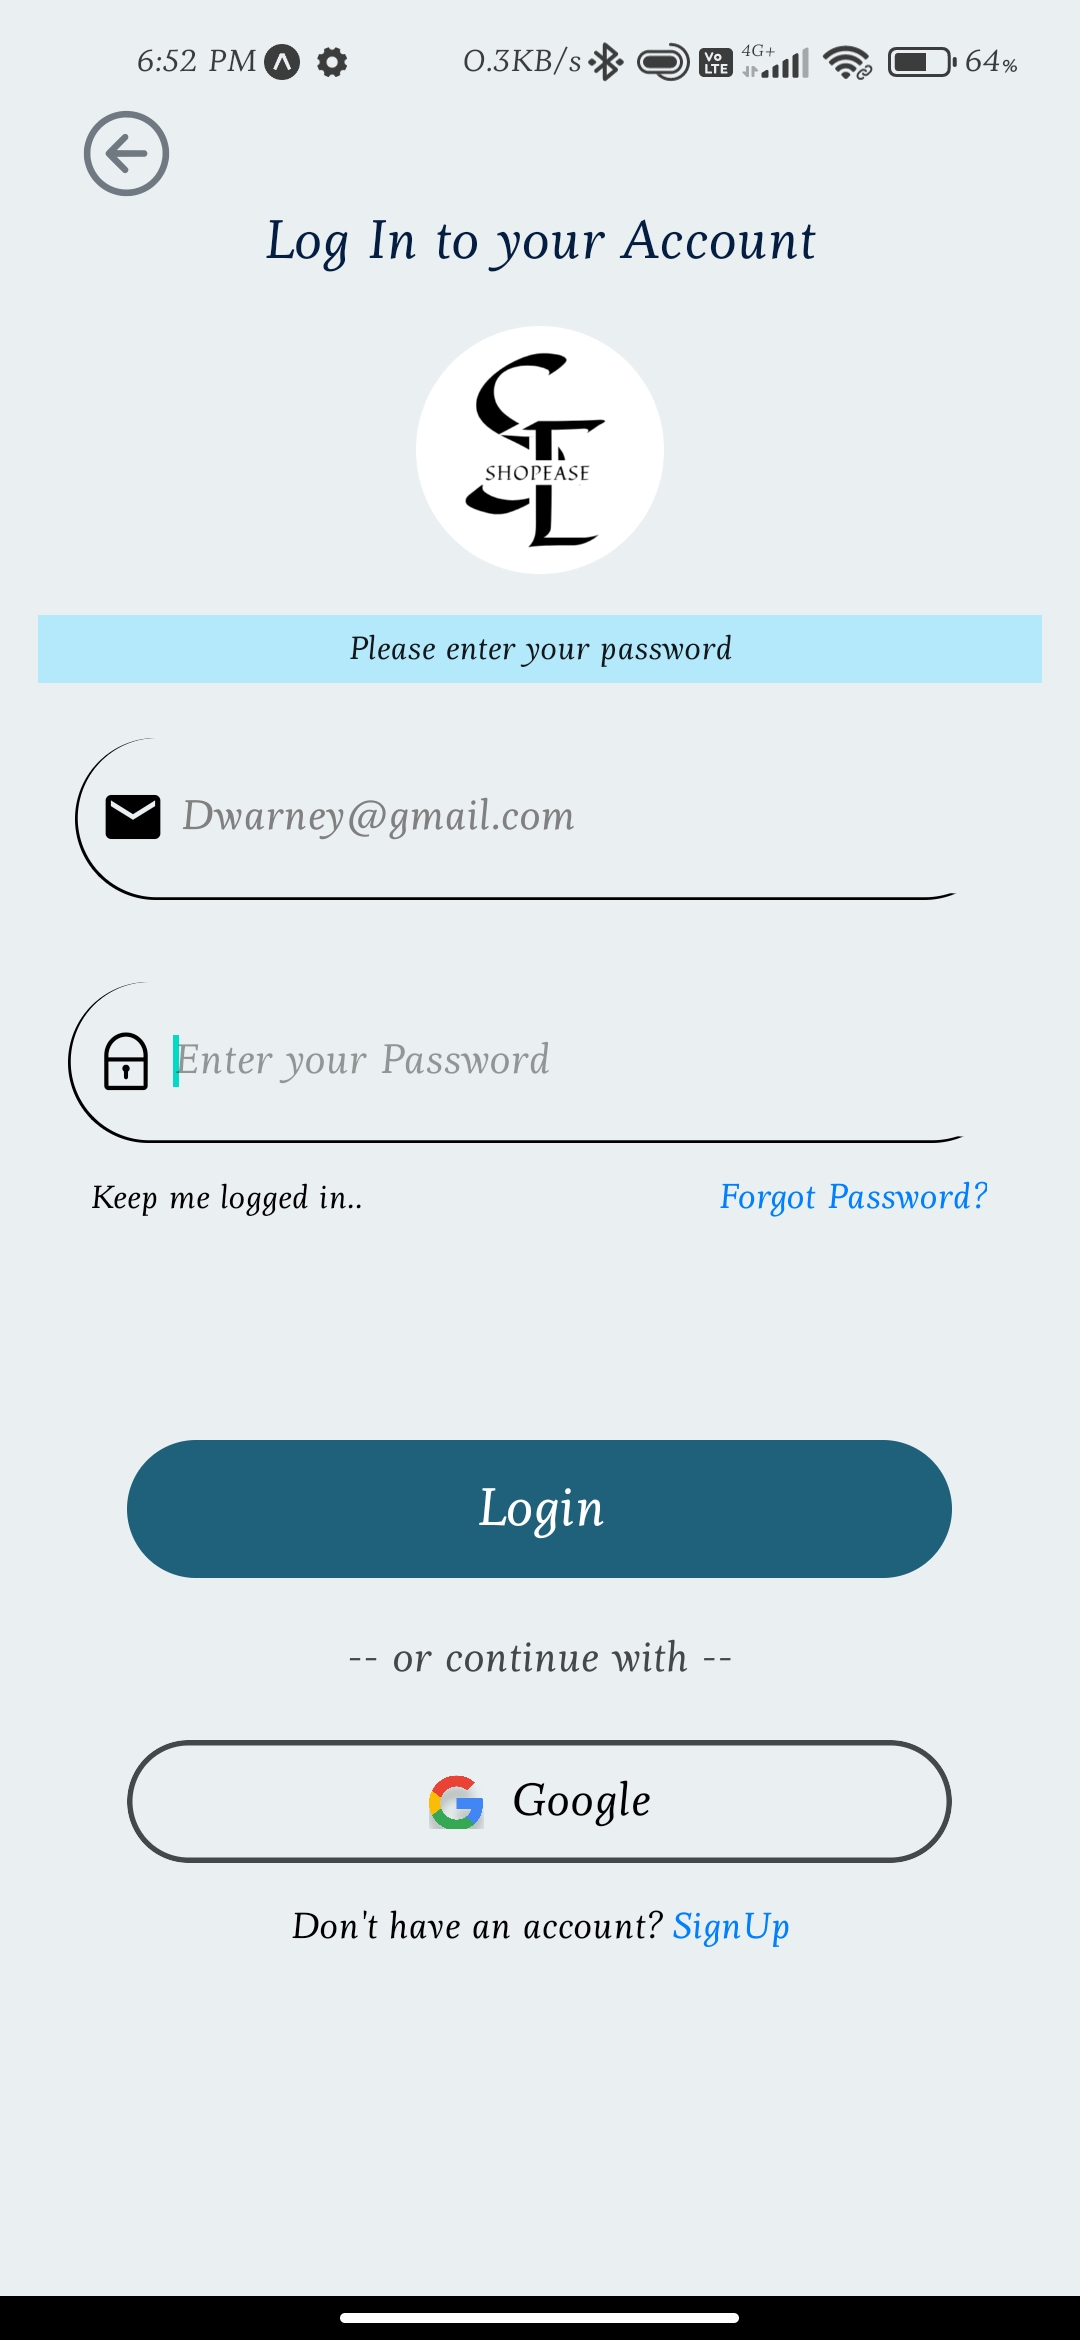 6:52 PM 0.3KB/s Vo LTE 4G+ 64%
Log In to your Account
SHOPEASE
Please enter your password
Dwarney@gmail.com
Enter your Password
Keep me logged in.. Forgot Password?
Login
-- or continue with --
Google
Don't have an account? SignUp